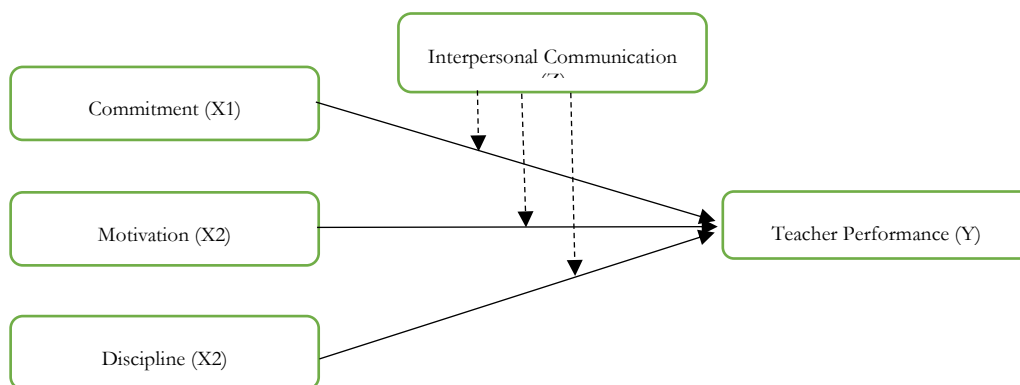 Interpersonal Communication
Commitment (X1)
Motivation (X2)
Teacher Performance (Y)
Discipline (X2)